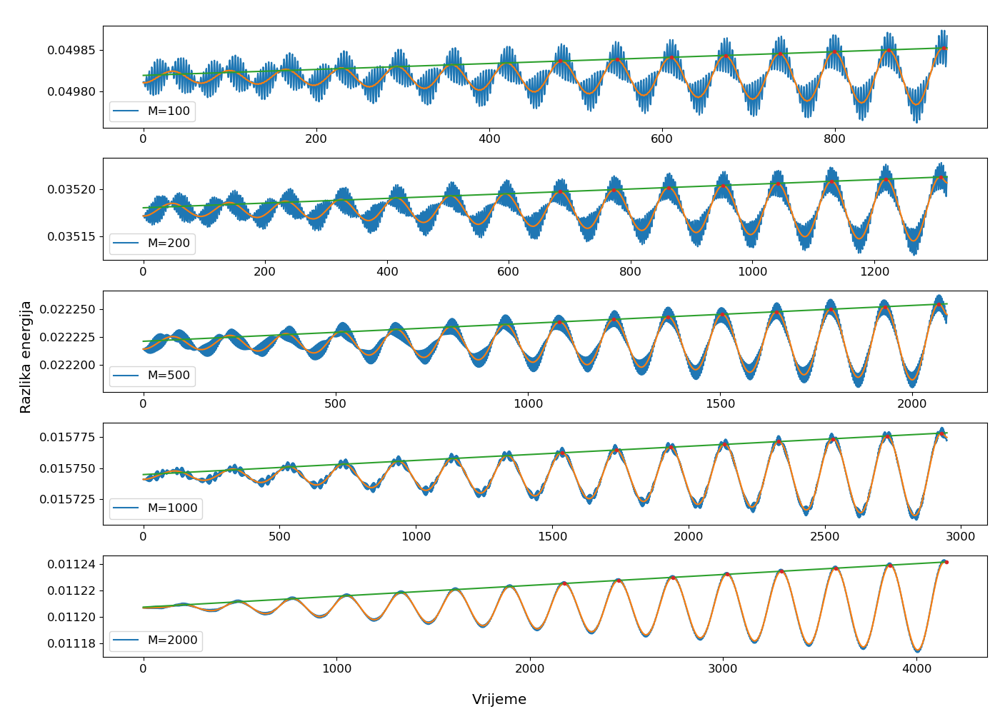 0.04985
0.04980
M=100
0 200 400 600 800
0.03520
0.03515
M=200
0 200 400 600 800 1000 1200
0.022250
0.022225
0.022200
M=500
0 500 1000 1500 2000
Razlika energija
0.015775
0.015750
0.015725
M=1000
0 500 1000 1500 2000 2500 3000
0.01124
0.01122
0.01120
0.01118
M=2000
0 1000 2000 3000 4000
Vrijeme